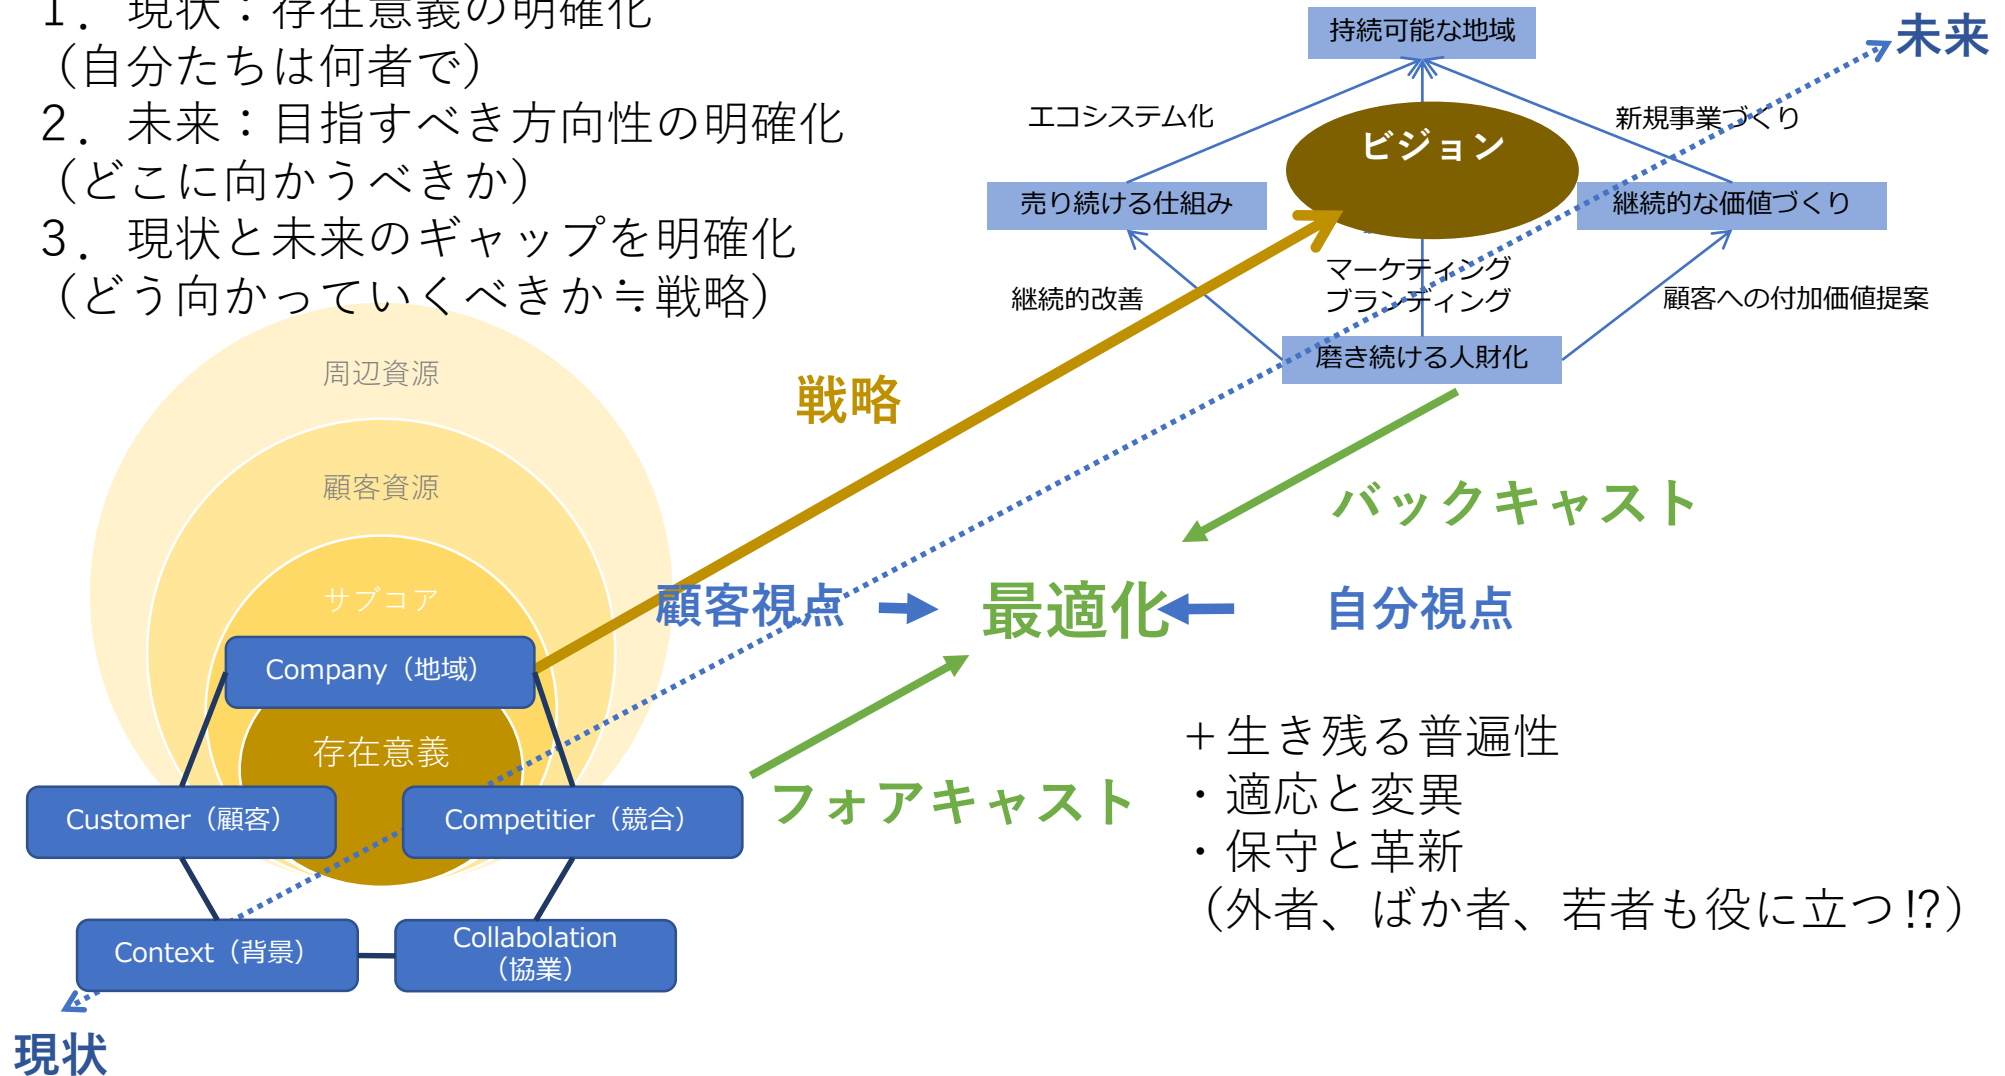 １．現状：存在意義の明確化
（自分たちは何者で）
２．未来：目指すべき方向性の明確化
（どこに向かうべきか）
３．現状と未来のギャップを明確化
（どう向かっていくべきか≒戦略）
持続可能な地域
未来
エコシステム化
新規事業づくり
ビジョン
売り続ける仕組み
継続的な価値づくり
マーケティング
ブランディング
継続的改善
顧客への付加価値提案
磨き続ける人財化
周辺資源
戦略
顧客資源
バックキャスト
サブコア
顧客視点
最適化
自分視点
Company（地域）
存在意義
Customer（顧客）
Competitier（競合）
フォアキャスト
＋生き残る普遍性
・適応と変異
・保守と革新
（外者、ばか者、若者も役に立つ⁉）
Context（背景）
Collabolation
（協業）
現状